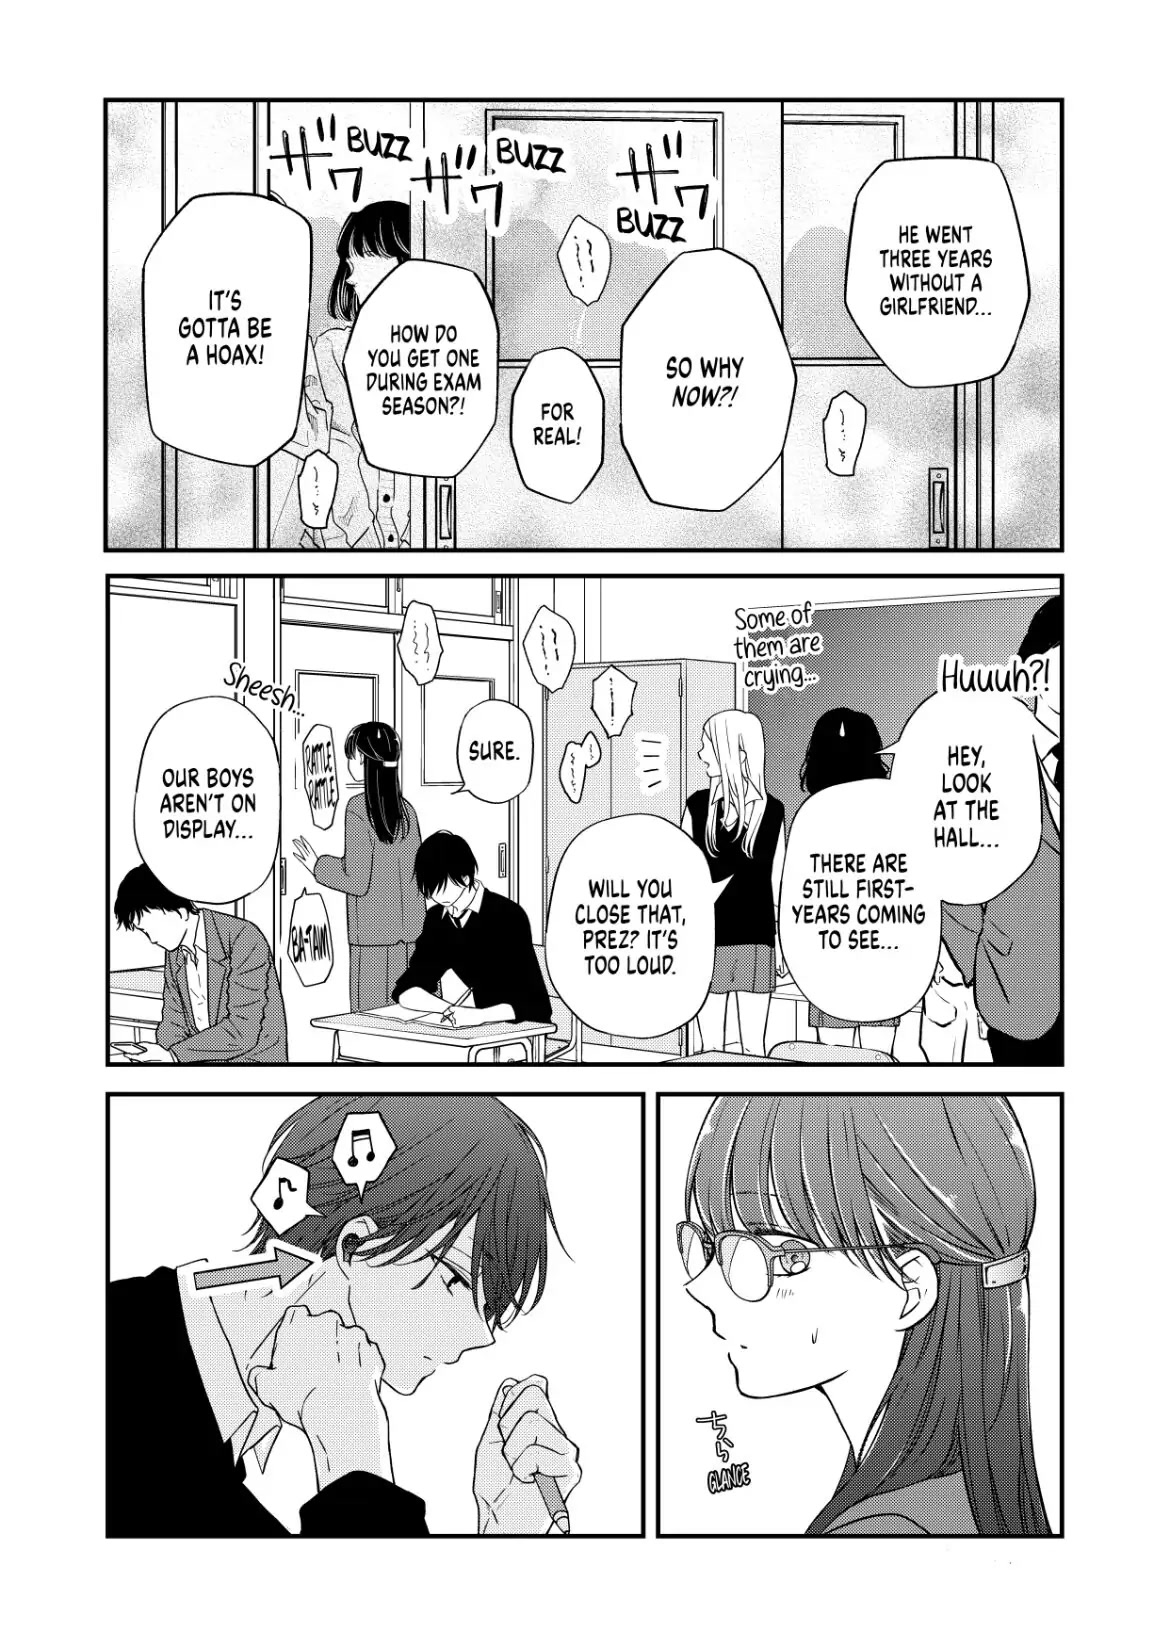 HE WENT
THREE YEARS
WITHOUT A
GIRLFRIEND...
ザワ
BUZZ
SO WHY
NOW?!
ザワ
BUZZ
FOR
REAL!
ザワ
BUZZ
HOW DO
YOU GET ONE
DURING EXAM
SEASON?!
IT'S
GOTTA BE
A HOAX!
Huuuh?!
HEY,
LOOK
AT THE
HALL...
THERE ARE
STILL FIRST-
YEARS COMING
TO SEE...
Some of
them are
crying...
WILL YOU
CLOSE THAT,
PREZ? IT'S
TOO LOUD.
SURE.
Sheesh...
RATTLE
RATTLE
BA-TAM
OUR BOYS
AREN'T ON
DISPLAY...
ちら
GLANCE